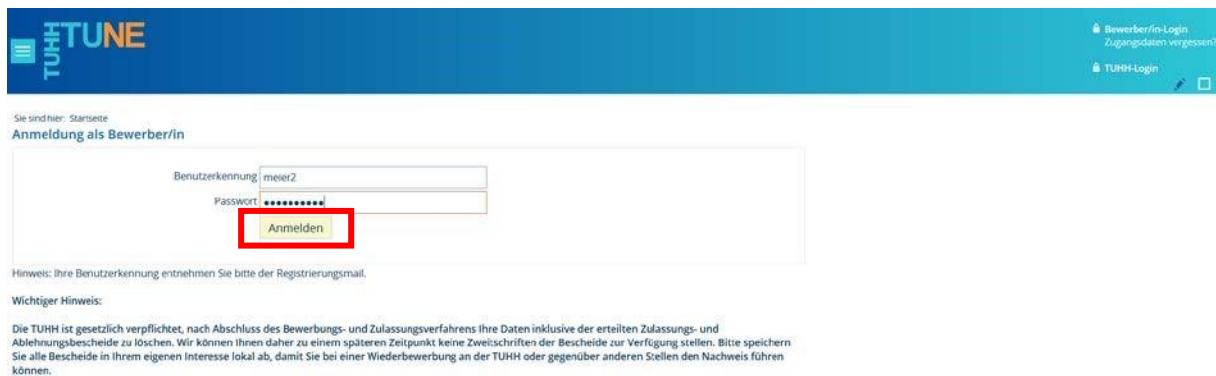 TUHH TUNE
Bewerber/in-Login
Zugangsdaten vergessen?
TUHH-Login
Sie sind hier: Startseite
Anmeldung als Bewerber/in
Benutzerkennung meier2
Passwort ●●●●●●●●●●
Anmelden
Hinweis: Ihre Benutzerkennung entnehmen Sie bitte der Registrierungsmail.
Wichtiger Hinweis:
Die TUHH ist gesetzlich verpflichtet, nach Abschluss des Bewerbungs- und Zulassungsverfahrens Ihre Daten inklusive der erteilten Zulassungs- und
Ablehnungsbescheide zu löschen. Wir können Ihnen daher zu einem späteren Zeitpunkt keine Zweitschriften der Bescheide zur Verfügung stellen. Bitte speichern
Sie alle Bescheide in Ihrem eigenen Interesse lokal ab, damit Sie bei einer Wiederbewerbung an der TUHH oder gegenüber anderen Stellen den Nachweis führen
können.